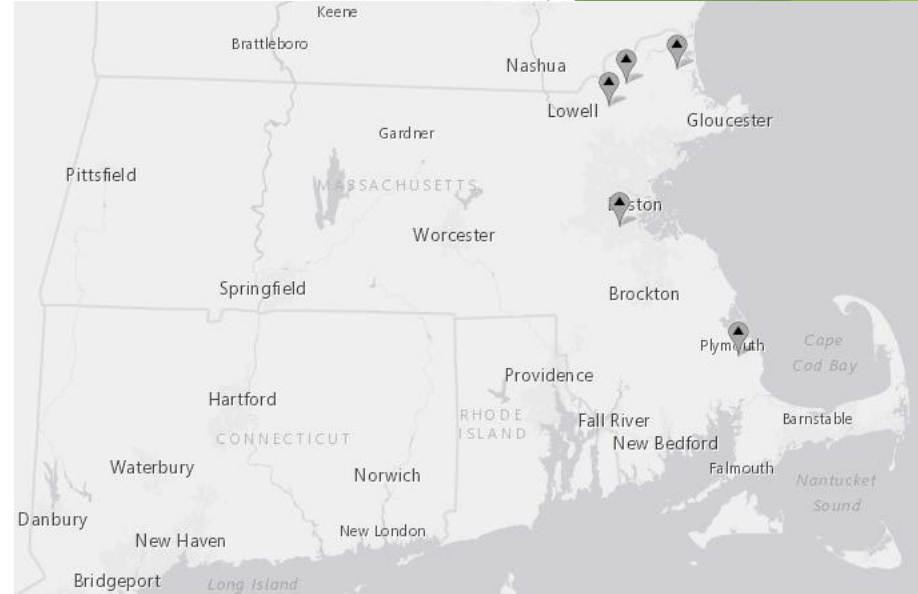 Keene
Brattleboro
Nashua
Lowell
Gloucester
Gardner
Pittsfield
MASSACHUSETTS
Worcester
Springfield
Brockton
Plymouth
Cape
Cod Bay
Providence
Hartford
RHODE
ISLAND
Fall River
Barnstable
CONNECTICUT
New Bedford
Waterbury
Norwich
Falmouth
Nantucket
Sound
Danbury
New London
New Haven
Bridgeport
Long Island